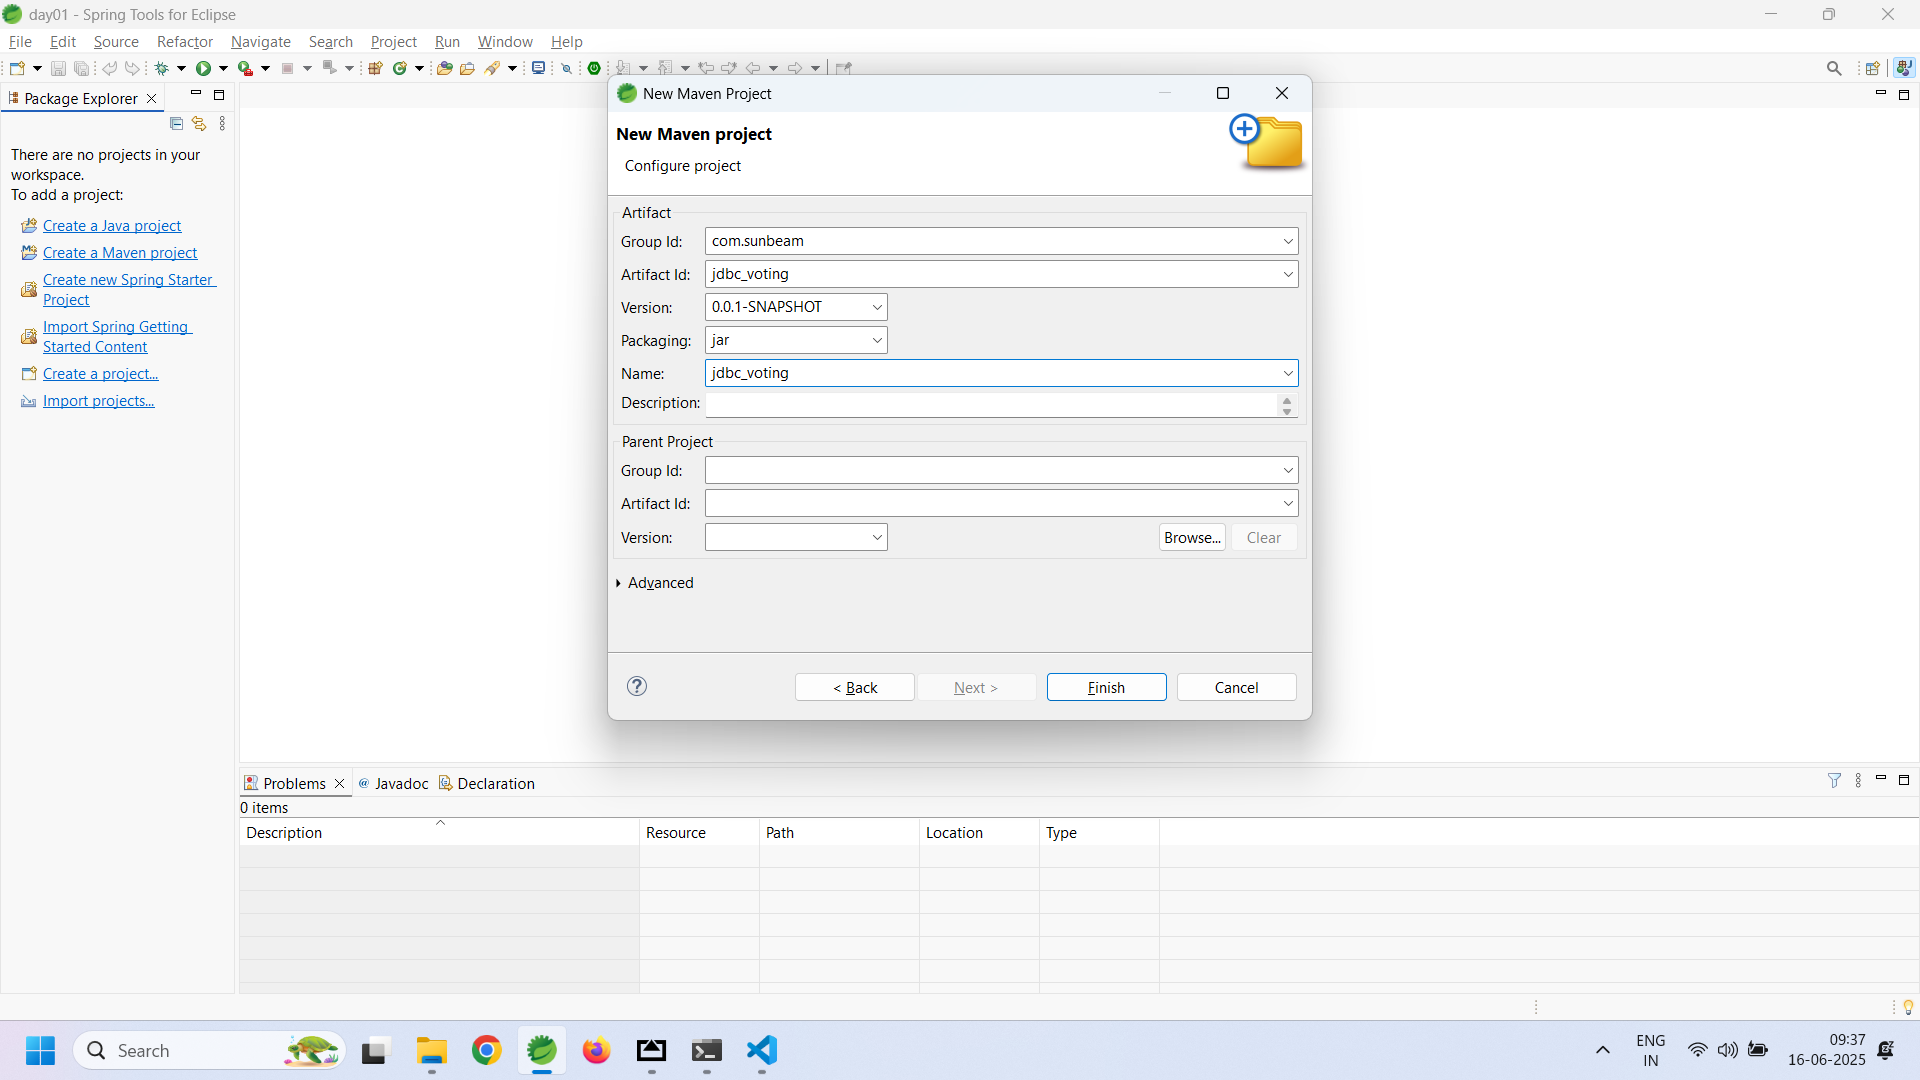 day01 - Spring Tools for Eclipse
File Edit Source Refactor Navigate Search Project Run Window Help
Package Explorer
There are no projects in your
workspace.
To add a project:
Create a Java project
Create a Maven project
Create new Spring Starter
Project
Import Spring Getting
Started Content
Create a project...
Import projects...
New Maven Project
New Maven project
Configure project
Artifact
Group Id: com.sunbeam
Artifact Id: jdbc_voting
Version: 0.0.1-SNAPSHOT
Packaging: jar
Name: jdbc_voting
Description:
Parent Project
Group Id:
Artifact Id:
Version: Browse... Clear
Advanced
< Back Next > Finish Cancel
Problems @ Javadoc Declaration
0 items
Description Resource Path Location Type
Search
ENG
IN
09:37
16-06-2025